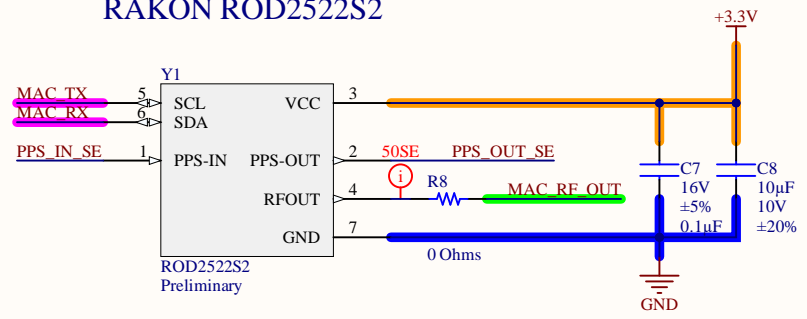 RAKON ROD2522S2
+3.3V
Y1
MAC_TX 5 SCL VCC 3
MAC_RX 6 SDA
PPS_IN_SE 1 PPS-IN PPS-OUT 2 50SE PPS_OUT_SE
i
RFOUT 4 R8 MAC_RF_OUT
GND 7
0 Ohms
C7
16V
±5%
0.1µF
C8
10µF
10V
±20%
ROD2522S2
Preliminary
GND